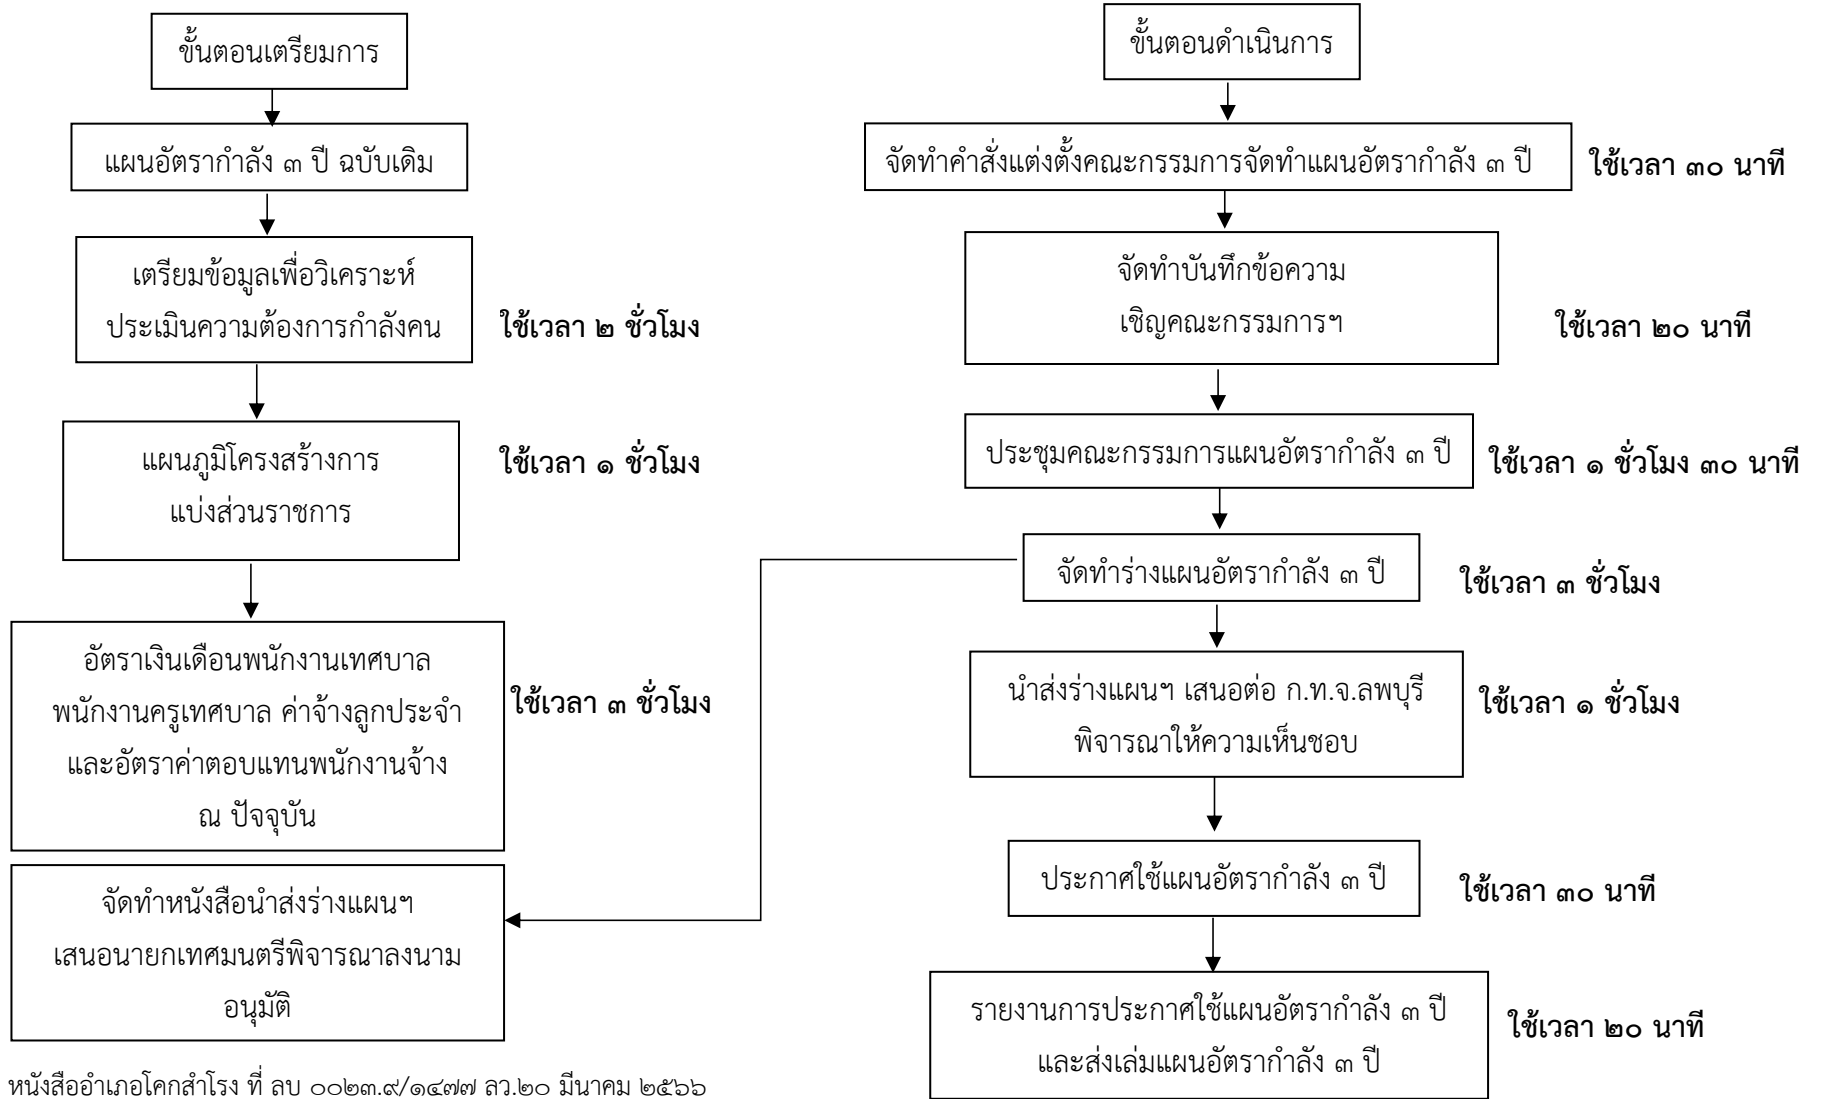 ขั้นตอนเตรียมการ
แผนอัตรากำลัง ๓ ปี ฉบับเดิม
เตรียมข้อมูลเพื่อวิเคราะห์
ประเมินความต้องการกำลังคน
ใช้เวลา ๒ ชั่วโมง
แผนภูมิโครงสร้างการ
แบ่งส่วนราชการ
ใช้เวลา ๑ ชั่วโมง
อัตราเงินเดือนพนักงานเทศบาล
พนักงานครูเทศบาล ค่าจ้างลูกประจำ
และอัตราค่าตอบแทนพนักงานจ้าง
ณ ปัจจุบัน
ใช้เวลา ๓ ชั่วโมง
จัดทำหนังสือนำส่งร่างแผนฯ
เสนอนายกเทศมนตรีพิจารณาลงนาม
อนุมัติ
หนังสืออำเภอโคกสำโรง ที่ ลบ ๐๐๒๓.๙/๑๔๗๗ ลว.๒๐ มีนาคม ๒๕๖๖
ขั้นตอนดำเนินการ
จัดทำคำสั่งแต่งตั้งคณะกรรมการจัดทำแผนอัตรากำลัง ๓ ปี
ใช้เวลา ๓๐ นาที
จัดทำบันทึกข้อความ
เชิญคณะกรรมการฯ
ใช้เวลา ๒๐ นาที
ประชุมคณะกรรมการแผนอัตรากำลัง ๓ ปี
ใช้เวลา ๑ ชั่วโมง ๓๐ นาที
จัดทำร่างแผนอัตรากำลัง ๓ ปี
ใช้เวลา ๓ ชั่วโมง
นำส่งร่างแผนฯ เสนอต่อ ก.ท.จ.ลพบุรี
พิจารณาให้ความเห็นชอบ
ใช้เวลา ๑ ชั่วโมง
ประกาศใช้แผนอัตรากำลัง ๓ ปี
ใช้เวลา ๓๐ นาที
รายงานการประกาศใช้แผนอัตรากำลัง ๓ ปี
และส่งเล่มแผนอัตรากำลัง ๓ ปี
ใช้เวลา ๒๐ นาที